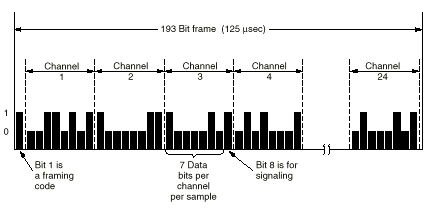 193 Bit frame (125 µsec)
Channel 1
Channel 2
Channel 3
Channel 4
Channel 24
1
0
Bit 1 is
a framing
code
7 Data
bits per
channel
per sample
Bit 8 is for
signaling